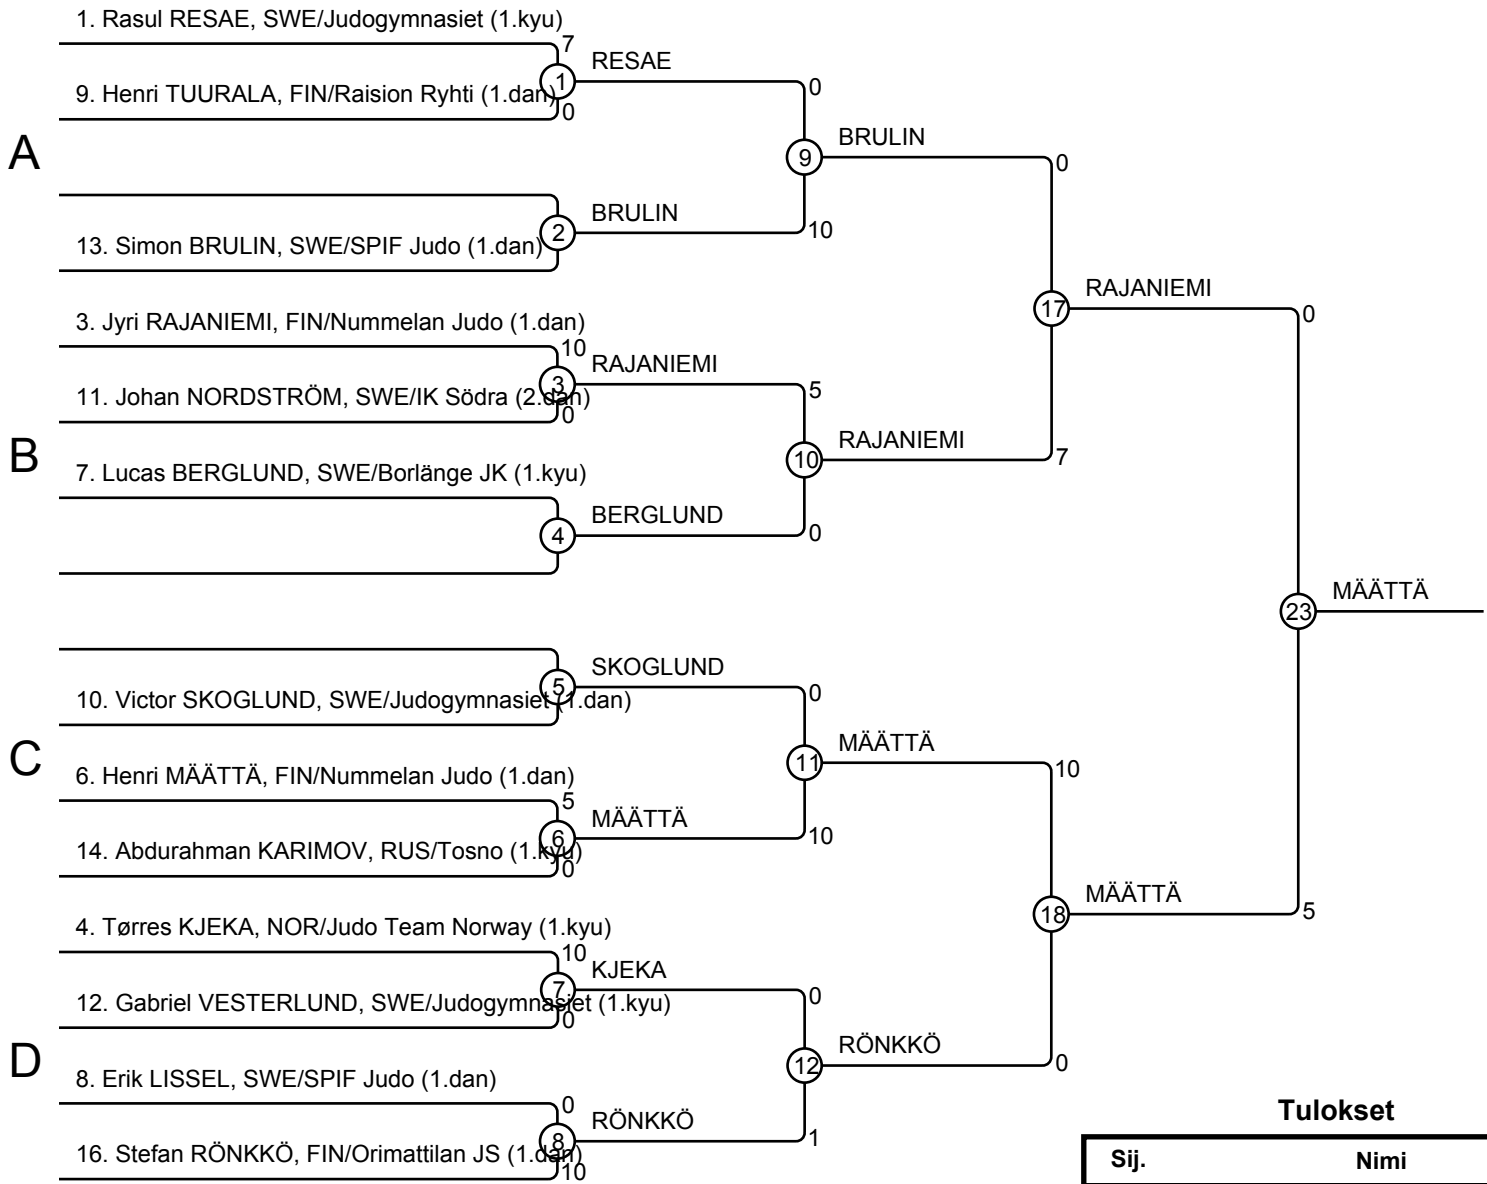 1. Rasul RESAE, SWE/Judogymnasiet (1.kyu)
7
RESAE
1
0
9. Henri TUURALA, FIN/Raision Ryhti (1.dan)
0
A
BRULIN
9
0
BRULIN
2
10
13. Simon BRULIN, SWE/SPIF Judo (1.dan)
RAJANIEMI
17
0
3. Jyri RAJANIEMI, FIN/Nummelan Judo (1.dan)
10
RAJANIEMI
3
5
11. Johan NORDSTRÖM, SWE/IK Södra (2.dan)
0
B
RAJANIEMI
10
7
7. Lucas BERGLUND, SWE/Borlänge JK (1.kyu)
BERGLUND
4
0
MÄÄTTÄ
23
SKOGLUND
5
0
10. Victor SKOGLUND, SWE/Judogymnasiet (1.dan)
C
MÄÄTTÄ
11
10
6. Henri MÄÄTTÄ, FIN/Nummelan Judo (1.dan)
5
MÄÄTTÄ
6
10
14. Abdurahman KARIMOV, RUS/Tosno (1.kyu)
0
MÄÄTTÄ
18
5
4. Tørres KJEKA, NOR/Judo Team Norway (1.kyu)
10
KJEKA
7
0
12. Gabriel VESTERLUND, SWE/Judogymnasiet (1.kyu)
0
D
RÖNKKÖ
12
0
8. Erik LISSEL, SWE/SPIF Judo (1.dan)
0
RÖNKKÖ
8
1
16. Stefan RÖNKKÖ, FIN/Orimattilan JS (1.dan)
10
Tulokset
Sij. Nimi